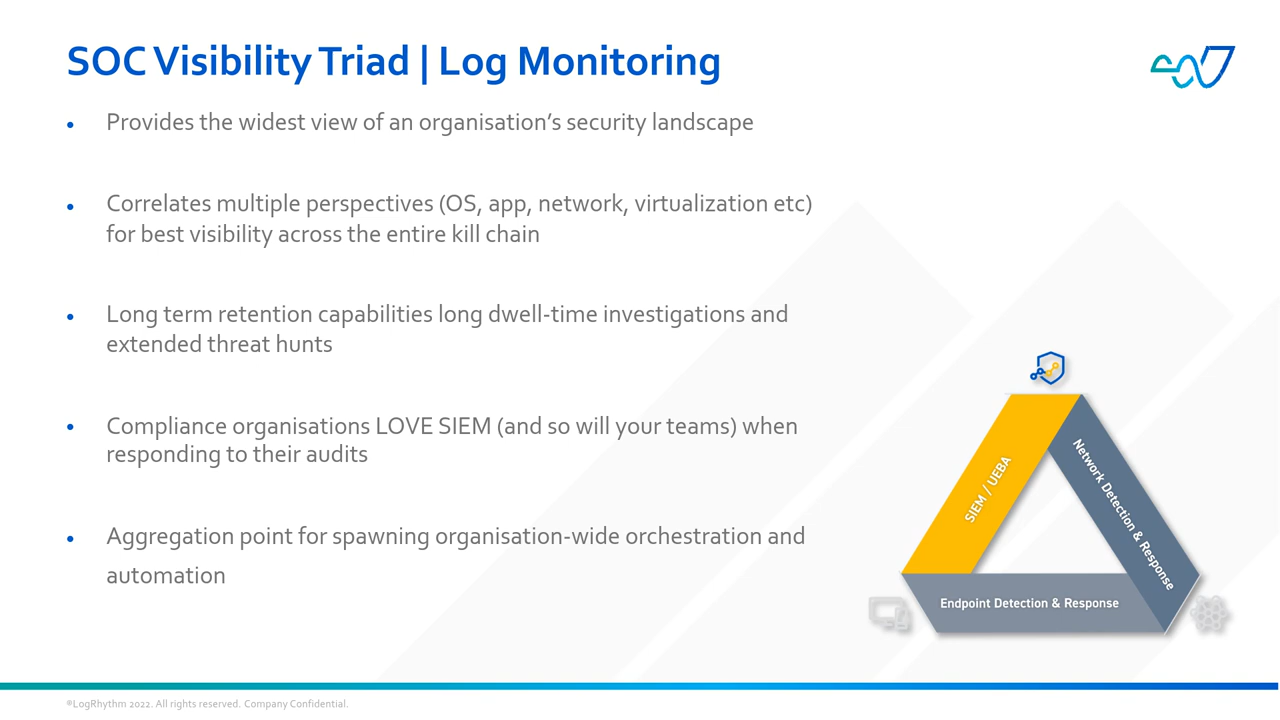 SOC Visibility Triad | Log Monitoring
• Provides the widest view of an organisation’s security landscape
• Correlates multiple perspectives (OS, app, network, virtualization etc)
for best visibility across the entire kill chain
• Long term retention capabilities long dwell-time investigations and
extended threat hunts
• Compliance organisations LOVE SIEM (and so will your teams) when
responding to their audits
• Aggregation point for spawning organisation-wide orchestration and
automation
SIEM / UEBA
Network Detection & Response
Endpoint Detection & Response
®LogRhythm 2022. All rights reserved. Company Confidential.